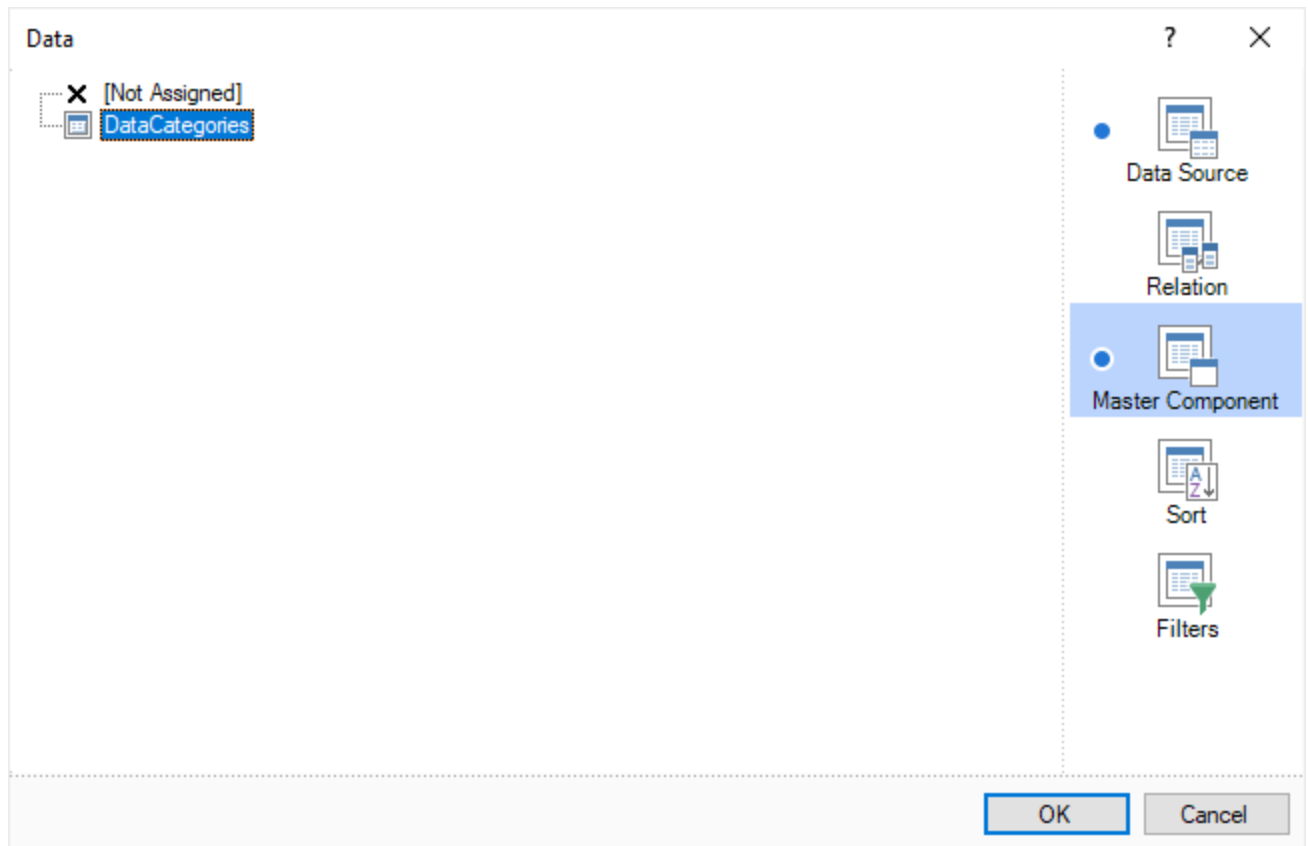 Data
?
[Not Assigned]
DataCategories
Data Source
Relation
Master Component
A
Z
Sort
Filters
OK
Cancel